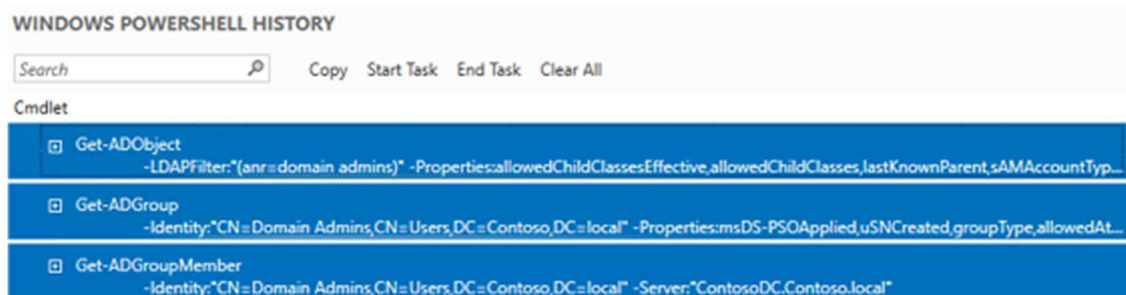 WINDOWS POWERSHELL HISTORY
Search Copy Start Task End Task Clear All
Cmdlet
Get-ADObject
-LDAPFilter:"(anr=domain admins)" -Properties:allowedChildClassesEffective,allowedChildClasses,lastKnownParent,sAMAccountTyp...
Get-ADGroup
-Identity:"CN=Domain Admins,CN=Users,DC=Contoso,DC=local" -Properties:msDS-PSOApplied,uSNCreated,groupType,allowedAt...
Get-ADGroupMember
-Identity:"CN=Domain Admins,CN=Users,DC=Contoso,DC=local" -Server:"ContosoDC.Contoso.local"